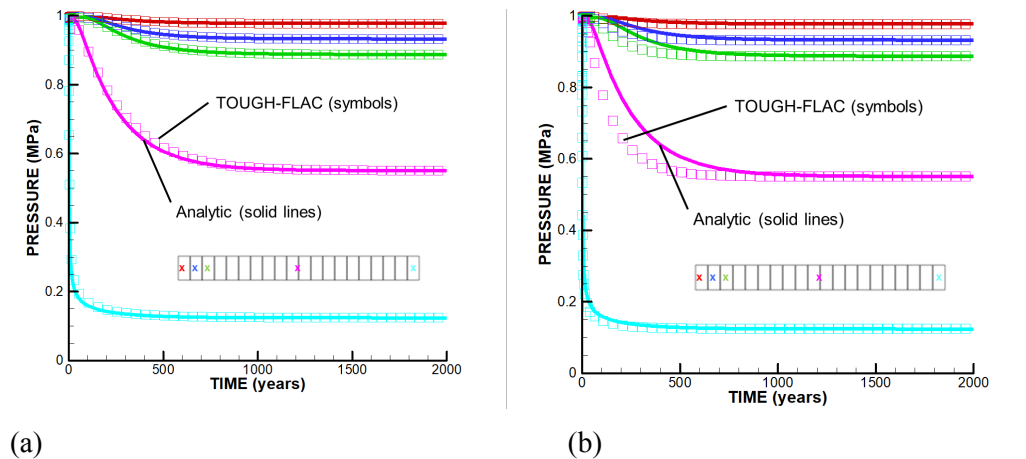 1
0.8
0.6
0.4
0.2
0
PRESSURE (MPa)
TOUGH-FLAC (symbols)
Analytic (solid lines)
x x x x x
0 500 1000 1500 2000
TIME (years)
(a)
1
0.8
0.6
0.4
0.2
0
PRESSURE (MPa)
TOUGH-FLAC (symbols)
Analytic (solid lines)
x x x x x
0 500 1000 1500 2000
TIME (years)
(b)